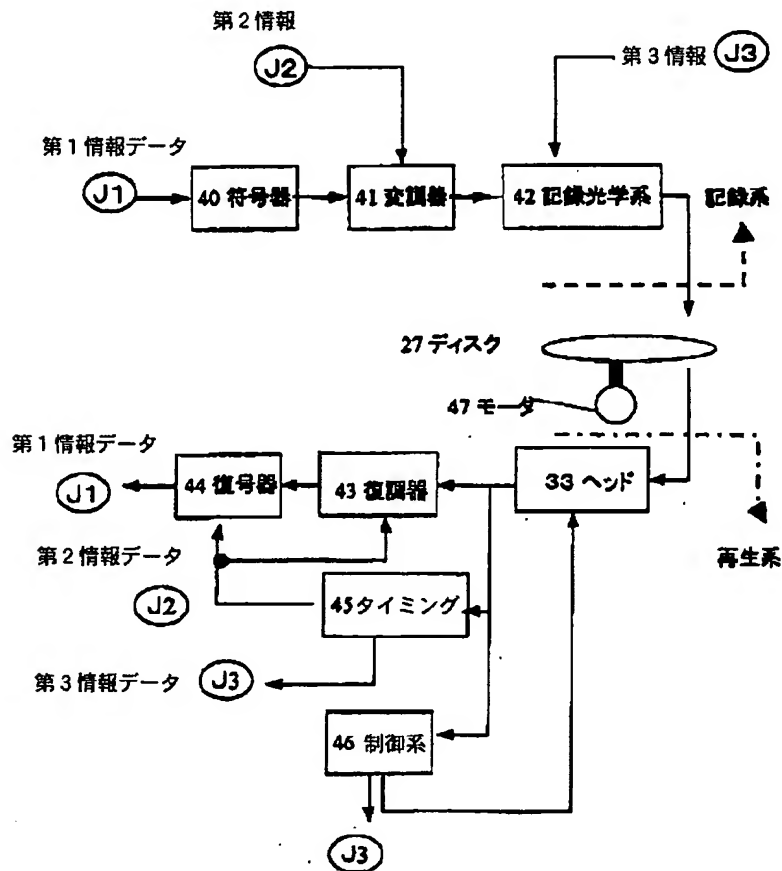 第2情報
J2
第3情報 J3
第1情報データ
J1
40 符号器
41 変調器
42 記録光学系
記録系
27 ディスク
47 モータ
第1情報データ
J1
44 復号器
43 復調器
33 ヘッド
再生系
第2情報データ
J2
45 タイミング
第3情報データ J3
46 制御系
J3